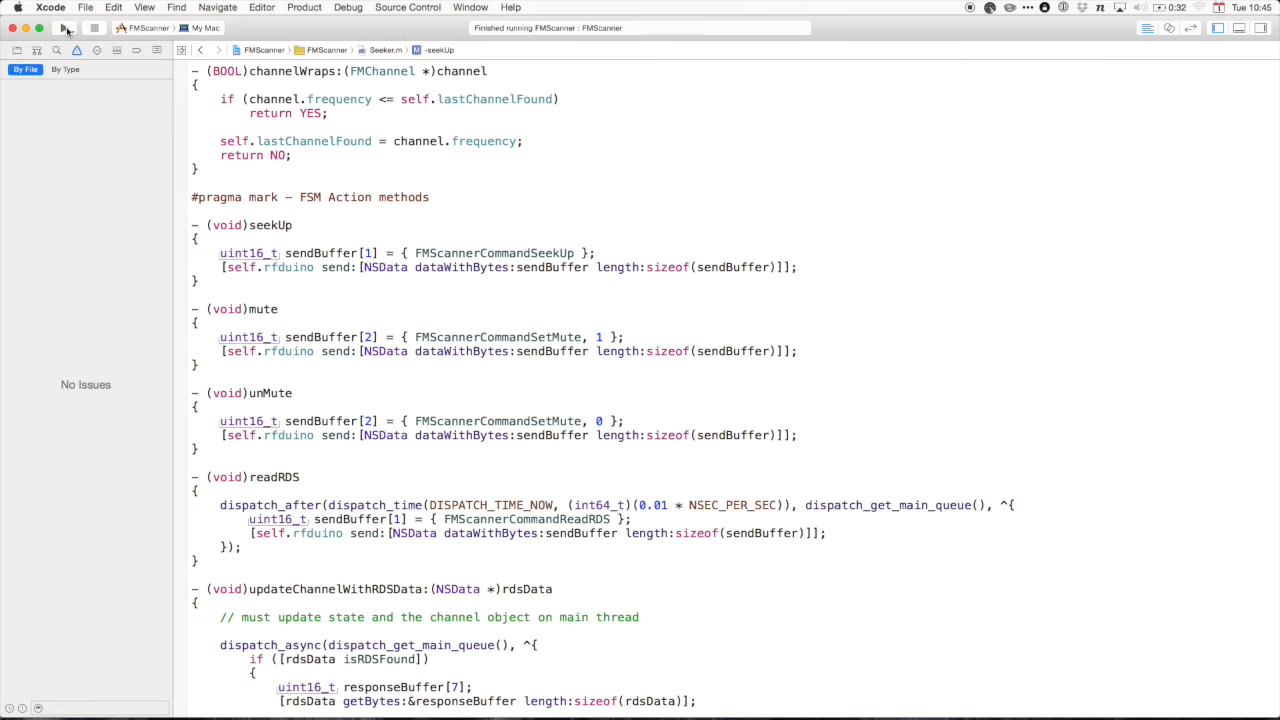 Xcode File Edit View Find Navigate Editor Product Debug Source Control Window Help 0:32 Tue 10:45
FMScanner My Mac Finished running FMScanner : FMScanner
FMScanner FMScanner Seeker.m M -seekUp
By File By Type
No Issues
- (BOOL)channelWraps:(FMChannel *)channel
{
if (channel.frequency <= self.lastChannelFound)
return YES;
self.lastChannelFound = channel.frequency;
return NO;
}
#pragma mark - FSM Action methods
- (void)seekUp
{
uint16_t sendBuffer[1] = { FMScannerCommandSeekUp };
[self.rfduino send:[NSData dataWithBytes:sendBuffer length:sizeof(sendBuffer)]];
}
- (void)mute
{
uint16_t sendBuffer[2] = { FMScannerCommandSetMute, 1 };
[self.rfduino send:[NSData dataWithBytes:sendBuffer length:sizeof(sendBuffer)]];
}
- (void)unMute
{
uint16_t sendBuffer[2] = { FMScannerCommandSetMute, 0 };
[self.rfduino send:[NSData dataWithBytes:sendBuffer length:sizeof(sendBuffer)]];
}
- (void)readRDS
{
dispatch_after(dispatch_time(DISPATCH_TIME_NOW, (int64_t)(0.01 * NSEC_PER_SEC)), dispatch_get_main_queue(), ^{
uint16_t sendBuffer[1] = { FMScannerCommandReadRDS };
[self.rfduino send:[NSData dataWithBytes:sendBuffer length:sizeof(sendBuffer)]];
});
}
- (void)updateChannelWithRDSData:(NSData *)rdsData
{
// must update state and the channel object on main thread
dispatch_async(dispatch_get_main_queue(), ^{
if ([rdsData isRDSFound])
{
uint16_t responseBuffer[7];
[rdsData getBytes:&responseBuffer length:sizeof(rdsData)];